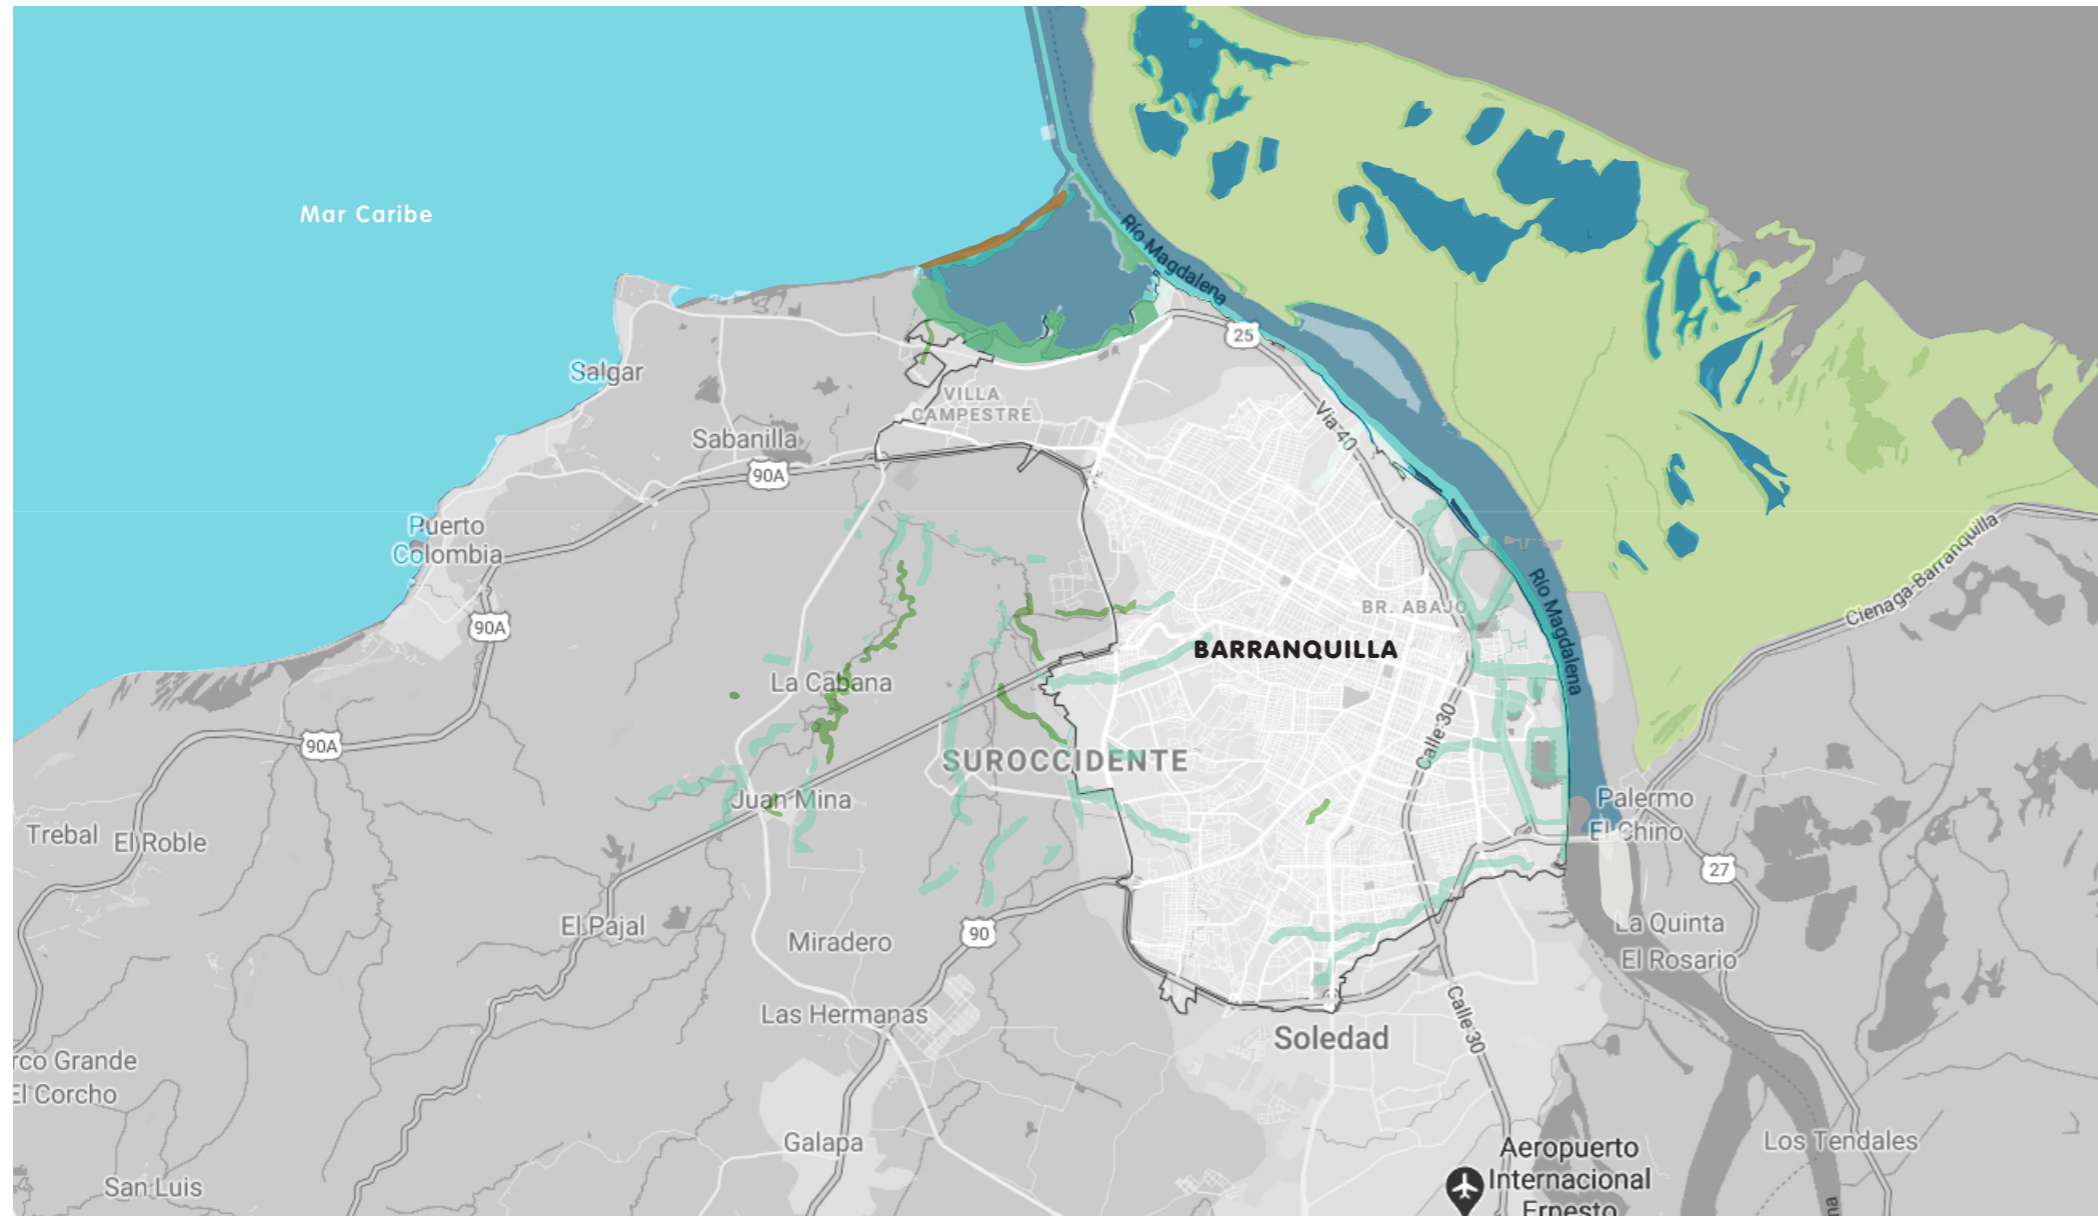 Mar Caribe
Río Magdalena
25
Salgar
VILLA
CAMPESTRE
Vía 40
Sabanilla
90A
Puerto
Colombia
Cienaga-Barranquilla
90A
BR. ABAJO
Río Magdalena
BARRANQUILLA
La Cabana
90A
Calle 30
SUROCCIDENTE
Juan Mina
Palermo
El Chino
Trebal
El Roble
27
El Pajal
90
Miradero
La Quinta
El Rosario
Las Hermanas
Calle 30
Soledad
rco Grande
El Corcho
Galapa
Los Tendales
Aeropuerto
Internacional
Ernesto
San Luis
na